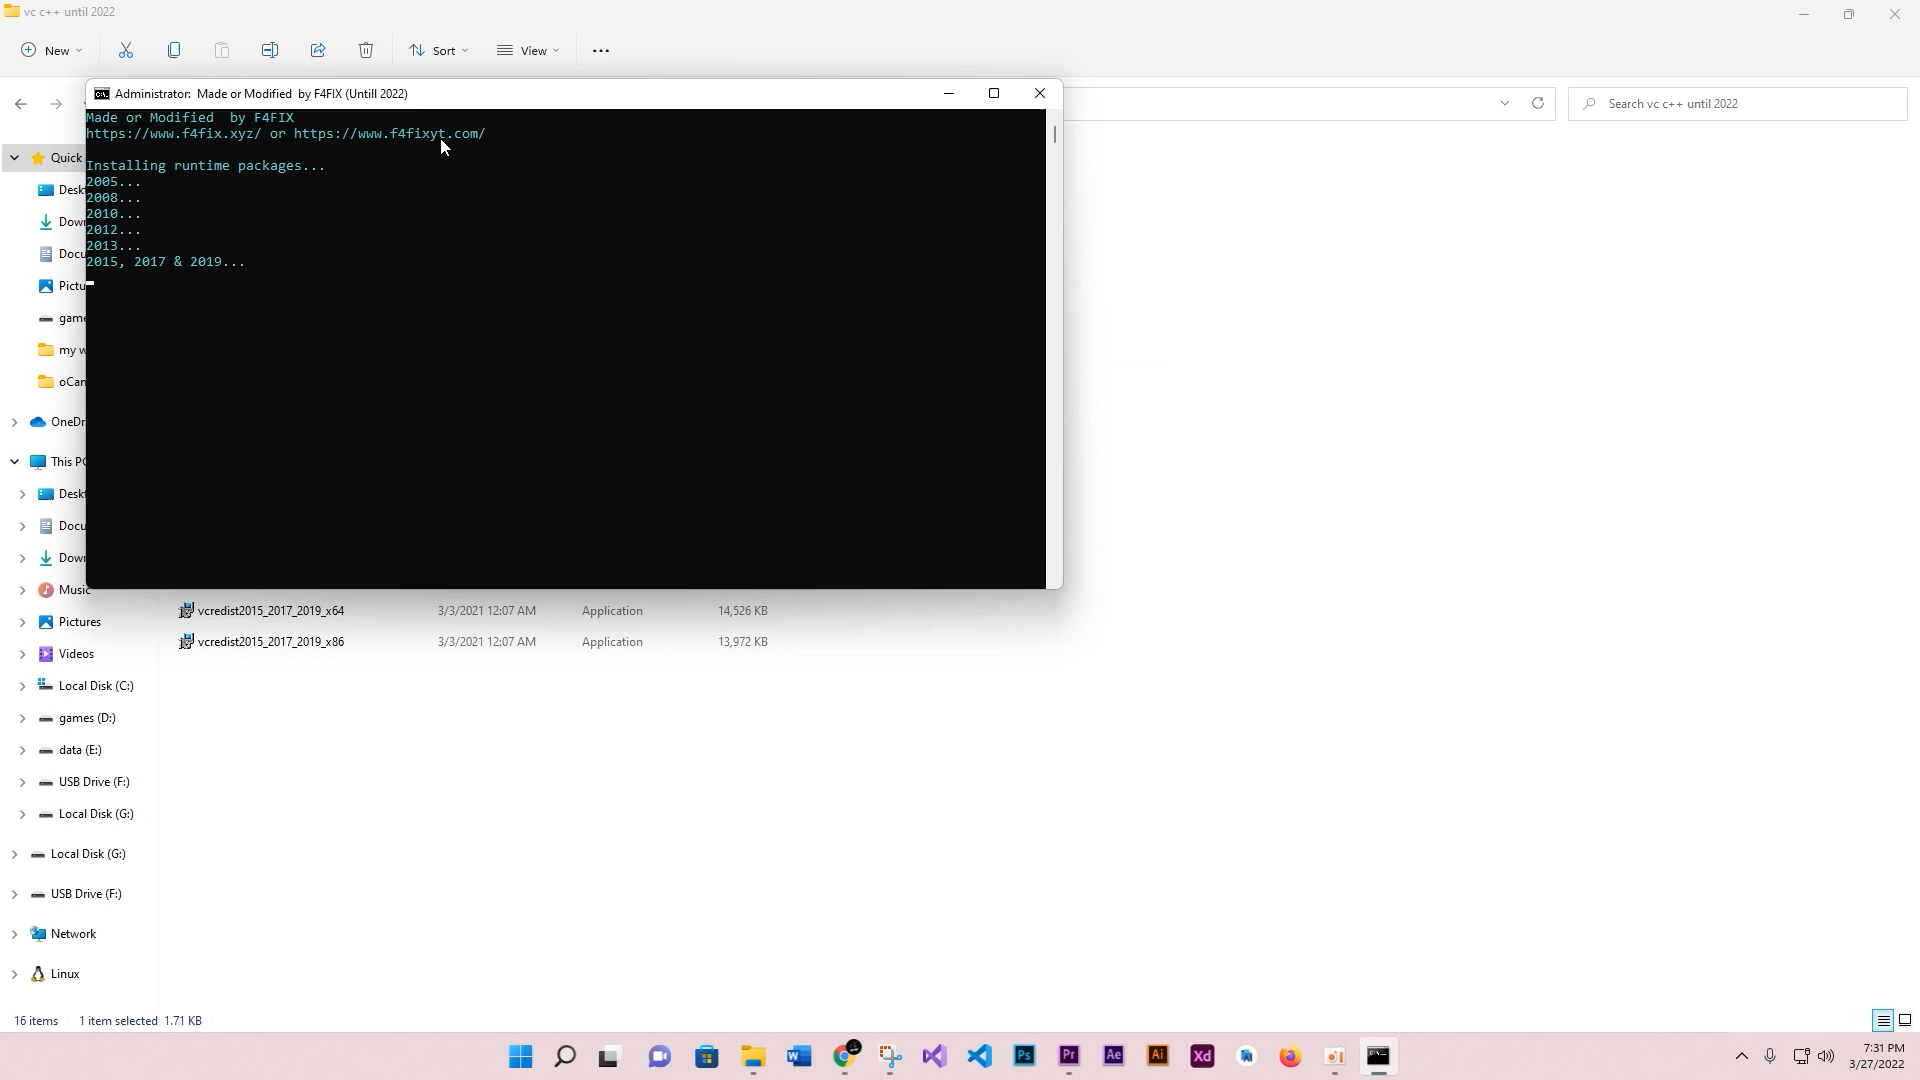 vc c++ until 2022
New
Sort
View
Search vc c++ until 2022
Administrator:  Made or Modified  by F4FIX (Untill 2022)
Made or Modified  by F4FIX
https://www.f4fix.xyz/ or https://www.f4fixyt.com/
Installing runtime packages...
2005...
2008...
2010...
2012...
2013...
2015, 2017 & 2019...
Quick
Desk
Dow
Docu
Pictu
game
my w
oCan
OneDr
This PC
Deskt
Docu
Dow
Music
Pictures
Videos
Local Disk (C:)
games (D:)
data (E:)
USB Drive (F:)
Local Disk (G:)
Local Disk (G:)
USB Drive (F:)
Network
Linux
vcredist2015_2017_2019_x64 3/3/2021 12:07 AM Application 14,526 KB
vcredist2015_2017_2019_x86 3/3/2021 12:07 AM Application 13,972 KB
16 items 1 item selected 1.71 KB
Ps Pr Ae Ai Xd
7:31 PM
3/27/2022